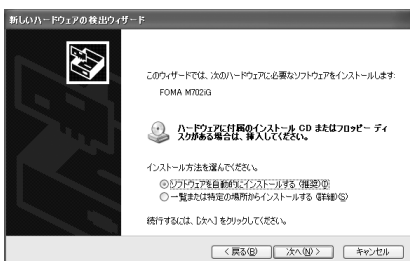 新しいハードウェアの検出ウィザード
このウィザードでは、次のハードウェアに必要なソフトウェアをインストールします:
FOMA M702iG
ハードウェアに付属のインストール CD またはフロッピー ディ
スクがある場合は、挿入してください。
インストール方法を選んでください。
ソフトウェアを自動的にインストールする (推奨)(I)
一覧または特定の場所からインストールする (詳細)(S)
続行するには、[次へ] をクリックしてください。
< 戻る(B)
次へ(N) >
キャンセル